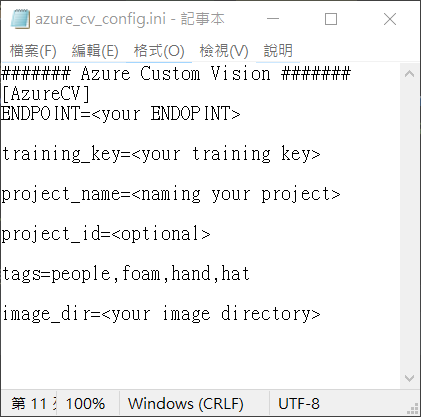 azure_cv_config.ini - 記事本
檔案(F) 編輯(E) 格式(O) 檢視(V) 說明
####### Azure Custom Vision #######
[AzureCV]
ENDPOINT=<your ENDOPINT>
training_key=<your training key>
project_name=<naming your project>
project_id=<optional>
tags=people,foam,hand,hat
image_dir=<your image directory>
第 11 列 100% Windows (CRLF) UTF-8